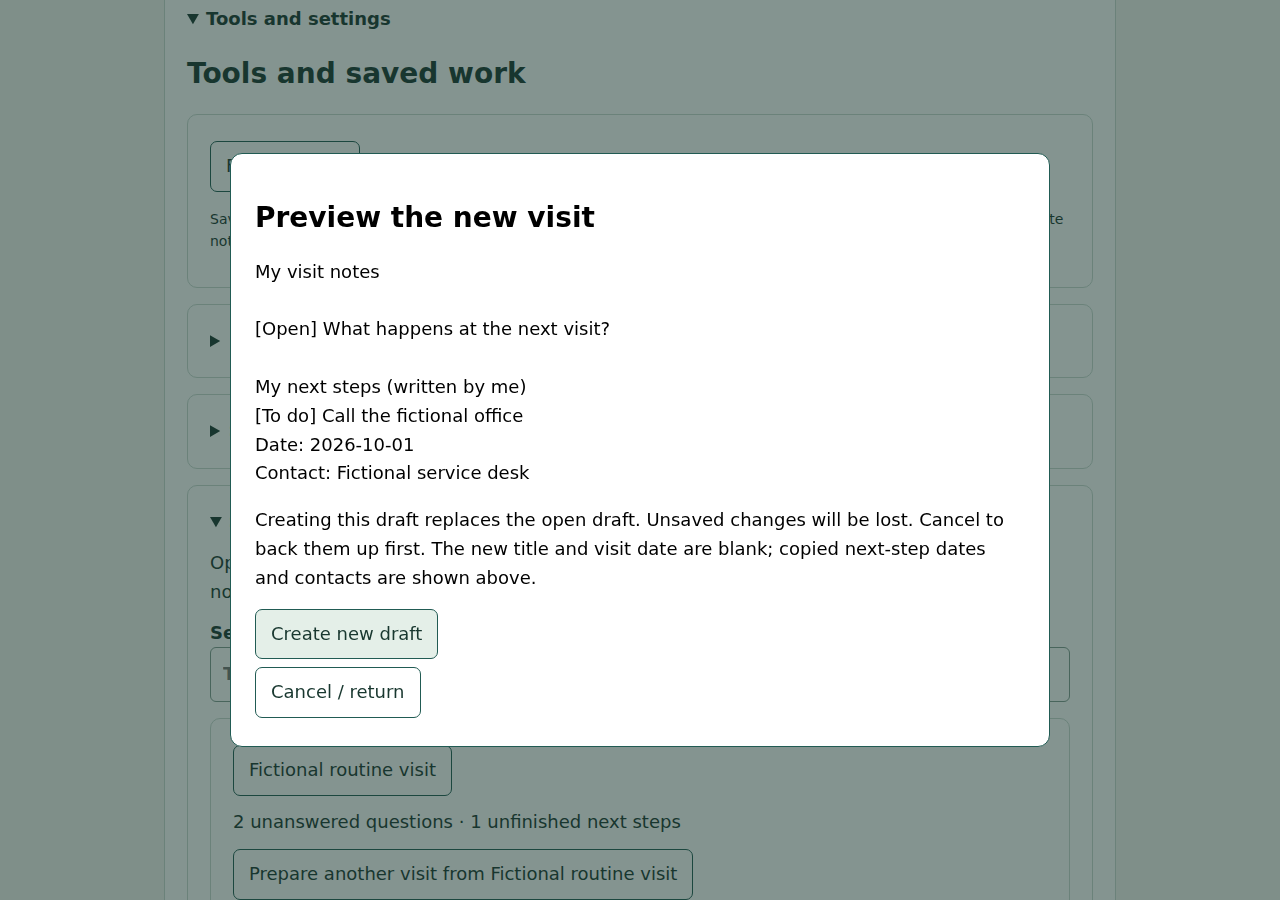 Tools and settings
Tools and saved work
Preview the new visit
My visit notes
[Open] What happens at the next visit?
My next steps (written by me)
[To do] Call the fictional office
Date: 2026-10-01
Contact: Fictional service desk
Creating this draft replaces the open draft. Unsaved changes will be lost. Cancel to
back them up first. The new title and visit date are blank; copied next-step dates
and contacts are shown above.
Create new draft
Cancel / return
Fictional routine visit
2 unanswered questions · 1 unfinished next steps
Prepare another visit from Fictional routine visit